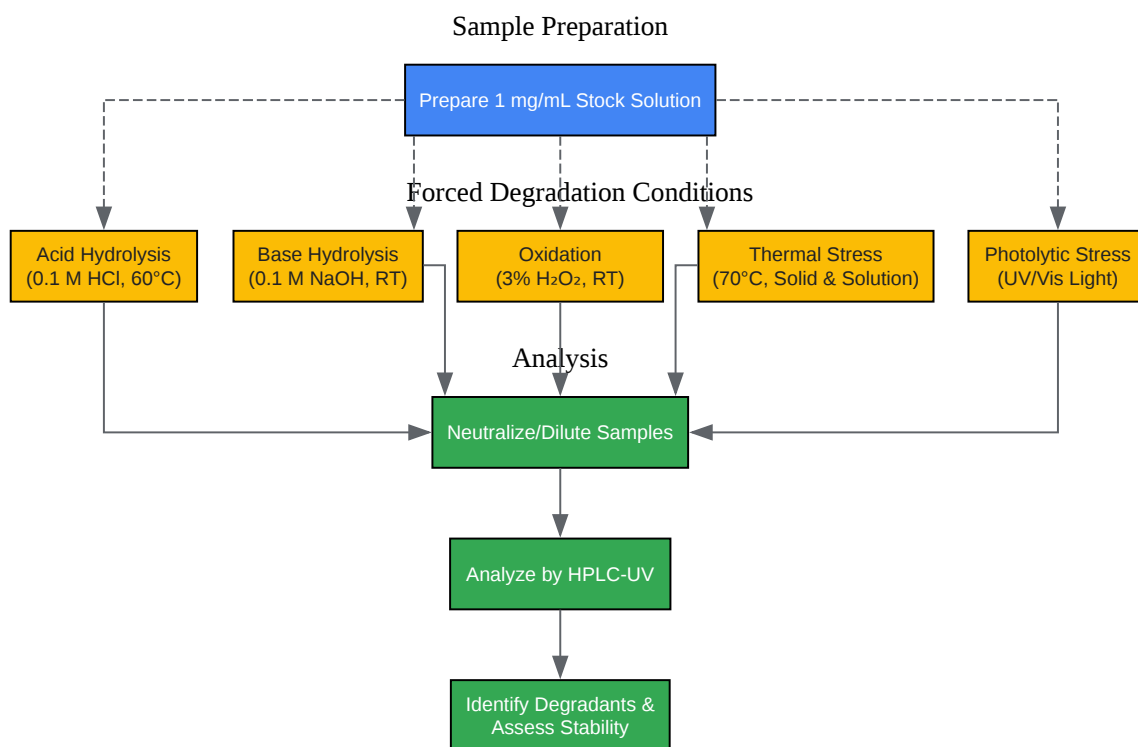 Sample Preparation
Prepare 1 mg/mL Stock Solution
Forced Degradation Conditions
Acid Hydrolysis
(0.1 M HCl, 60°C)
Base Hydrolysis
(0.1 M NaOH, RT)
Oxidation
(3% H₂O₂, RT)
Thermal Stress
(70°C, Solid & Solution)
Photolytic Stress
(UV/Vis Light)
Analysis
Neutralize/Dilute Samples
Analyze by HPLC-UV
Identify Degradants &
Assess Stability